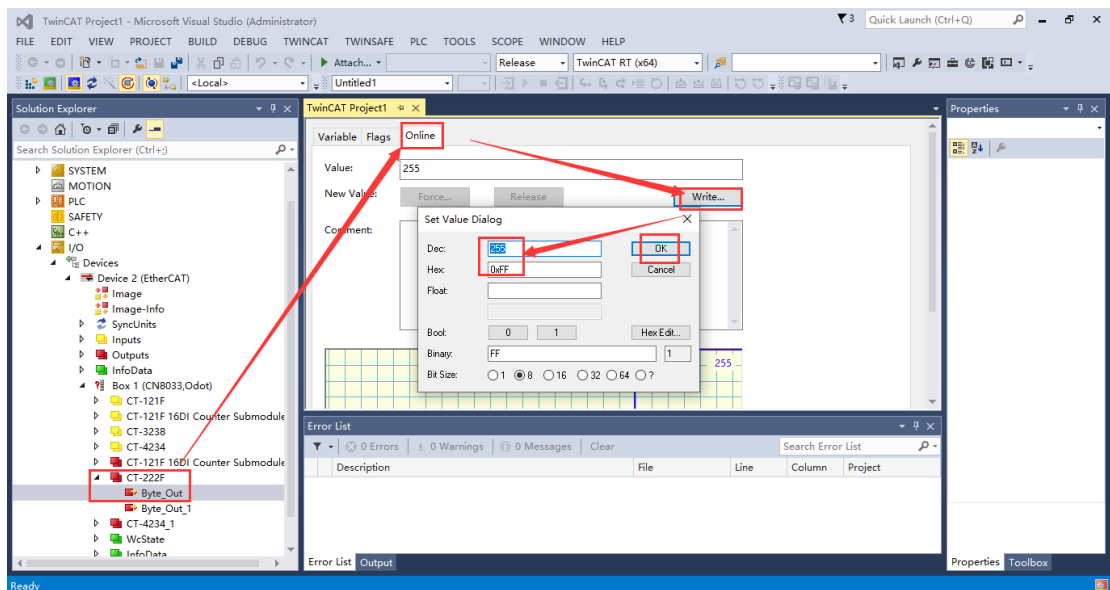 TwinCAT Project1 - Microsoft Visual Studio (Administrator)
3
Quick Launch (Ctrl+Q)
FILE EDIT VIEW PROJECT BUILD DEBUG TWINCAT TWINSAFE PLC TOOLS SCOPE WINDOW HELP
Attach...
Release
TwinCAT RT (x64)
<Local>
Untitled1
Solution Explorer
Search Solution Explorer (Ctrl+;)
SYSTEM
MOTION
PLC
SAFETY
C++
I/O
Devices
Device 2 (EtherCAT)
Image
Image-Info
SyncUnits
Inputs
Outputs
InfoData
Box 1 (CN8033,Odot)
CT-121F
CT-121F 16DI Counter Submodule
CT-3238
CT-4234
CT-121F 16DI Counter Submodule
CT-222F
Byte_Out
Byte_Out_1
CT-4234_1
WcState
InfoData
TwinCAT Project1
Variable Flags Online
Value: 255
New Value: Force... Release Write...
Comment:
Set Value Dialog
Dec: 255 OK
Hex: 0xFF Cancel
Float:
Bool: 0 1 Hex Edit...
Binary: FF 1
Bit Size: 1 8 16 32 64 ?
255
Error List
0 Errors 0 Warnings 0 Messages Clear
Search Error List
Description File Line Column Project
Error List Output
Properties
Properties Toolbox
Ready